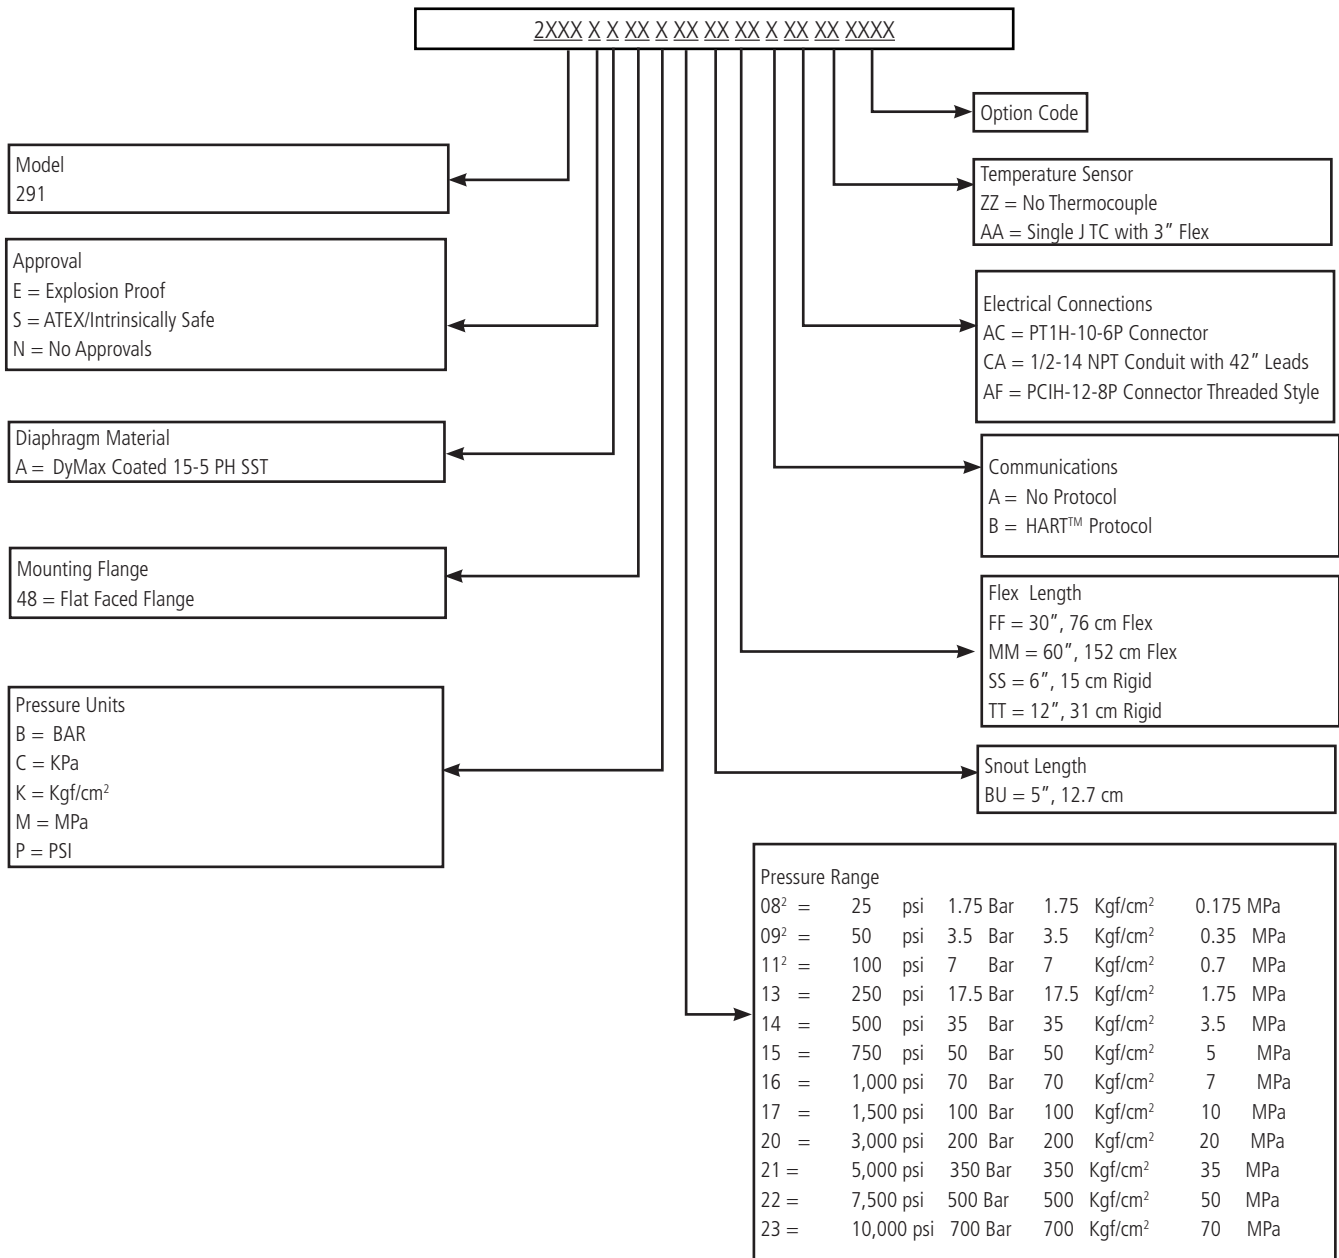 2XXX X X XX X XX XX XX X XX XX XXXX
Option Code
Model
291
Temperature Sensor
ZZ = No Thermocouple
AA = Single J TC with 3” Flex
Approval
E = Explosion Proof
S = ATEX/Intrinsically Safe
N = No Approvals
Electrical Connections
AC = PT1H-10-6P Connector
CA = 1/2-14 NPT Conduit with 42” Leads
AF = PCIH-12-8P Connector Threaded Style
Diaphragm Material
A = DyMax Coated 15-5 PH SST
Communications
A = No Protocol
B = HART™ Protocol
Mounting Flange
48 = Flat Faced Flange
Flex Length
FF = 30”, 76 cm Flex
MM = 60”, 152 cm Flex
SS = 6”, 15 cm Rigid
TT = 12”, 31 cm Rigid
Pressure Units
B = BAR
C = KPa
K = Kgf/cm²
M = MPa
P = PSI
Snout Length
BU = 5”, 12.7 cm
Pressure Range
08² = 25 psi 1.75 Bar 1.75 Kgf/cm² 0.175 MPa
09² = 50 psi 3.5 Bar 3.5 Kgf/cm² 0.35 MPa
11² = 100 psi 7 Bar 7 Kgf/cm² 0.7 MPa
13 = 250 psi 17.5 Bar 17.5 Kgf/cm² 1.75 MPa
14 = 500 psi 35 Bar 35 Kgf/cm² 3.5 MPa
15 = 750 psi 50 Bar 50 Kgf/cm² 5 MPa
16 = 1,000 psi 70 Bar 70 Kgf/cm² 7 MPa
17 = 1,500 psi 100 Bar 100 Kgf/cm² 10 MPa
20 = 3,000 psi 200 Bar 200 Kgf/cm² 20 MPa
21 = 5,000 psi 350 Bar 350 Kgf/cm² 35 MPa
22 = 7,500 psi 500 Bar 500 Kgf/cm² 50 MPa
23 = 10,000 psi 700 Bar 700 Kgf/cm² 70 MPa